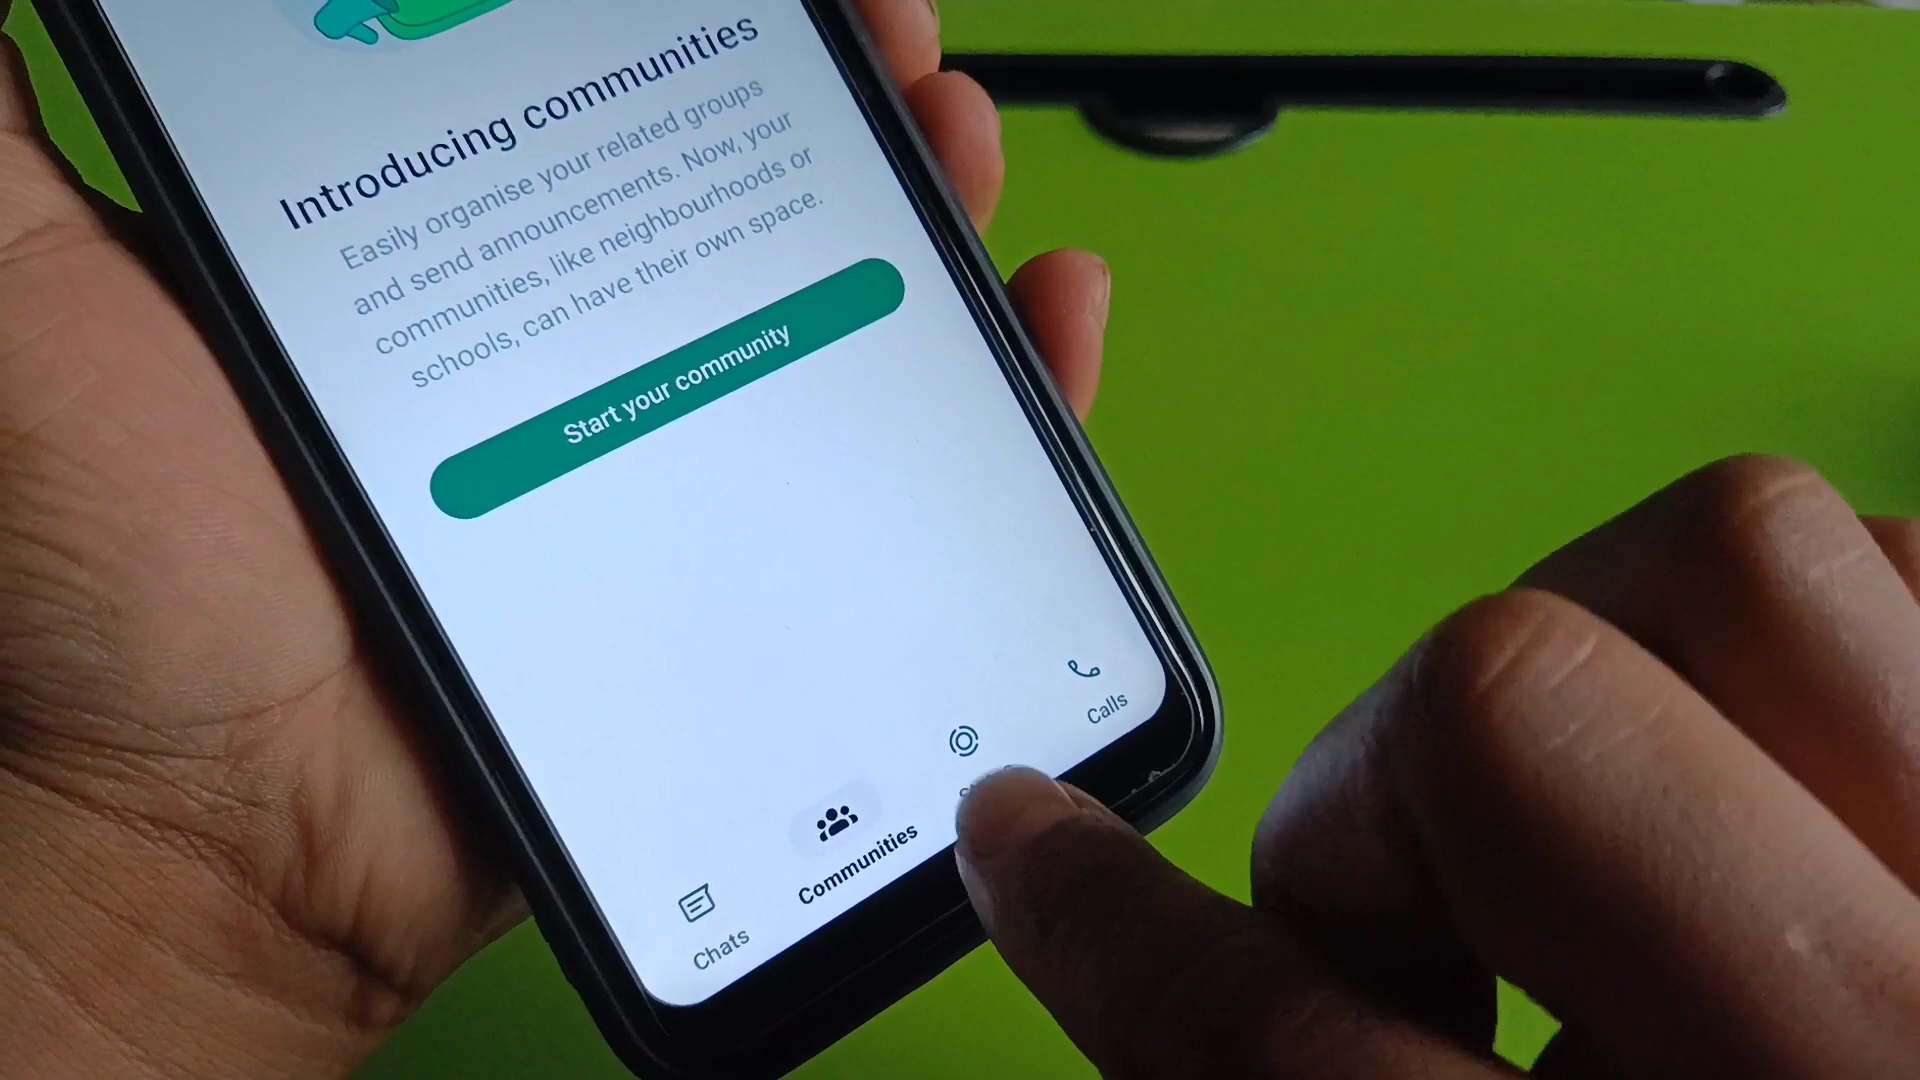 Introducing communities
Easily organise your related groups
and send announcements. Now, your
communities, like neighbourhoods or
schools, can have their own space.
Start your community
Chats
Communities
Calls